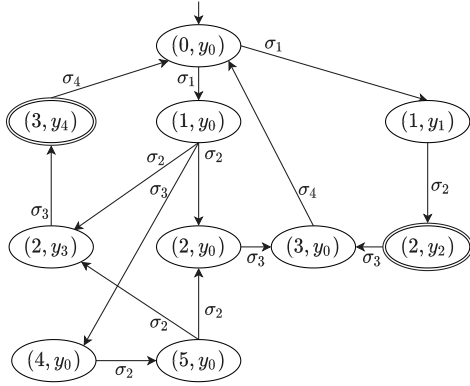 (0, y₀)
σ₁
σ₄
σ₁
(3, y₄)
(1, y₀)
(1, y₁)
σ₂
σ₂
σ₃
σ₂
σ₃
σ₄
(2, y₃)
(2, y₀)
σ₃
(3, y₀)
σ₃
(2, y₂)
σ₂
σ₂
(4, y₀)
σ₂
(5, y₀)